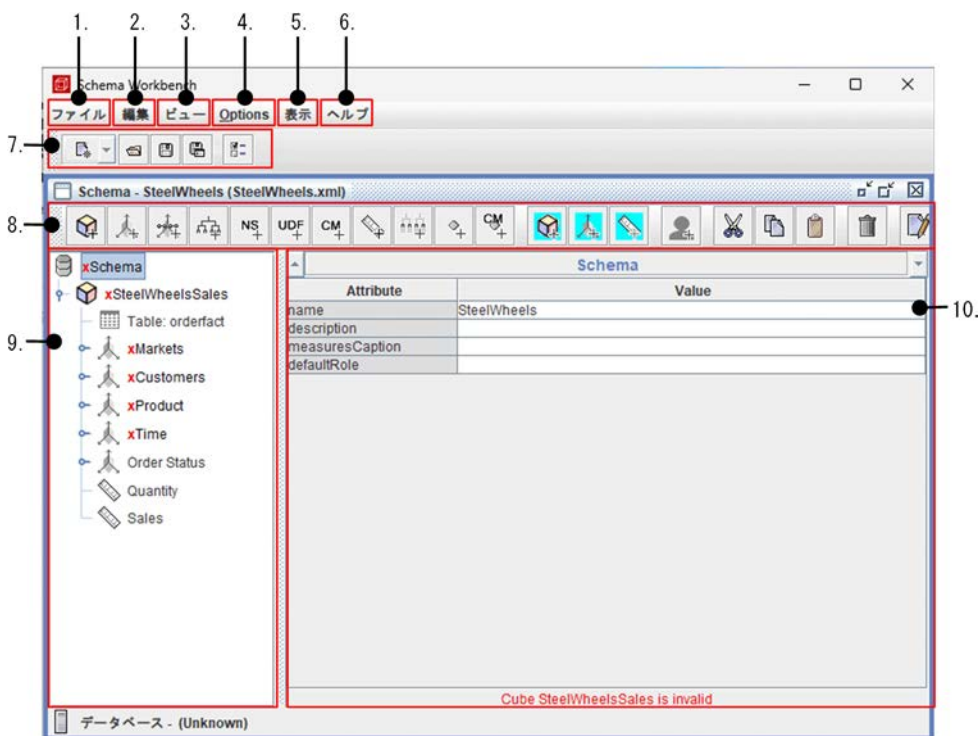 1. 2. 3. 4. 5. 6.
Schema Workbench
ファイル 編集 ビュー Options 表示 ヘルプ
7.
Schema - SteelWheels (SteelWheels.xml)
8.
NS UDF CM CM
xSchema
Schema
xSteelWheelsSales
Attribute Value
name SteelWheels
10.
Table: orderfact
description
9.
xMarkets
measuresCaption
defaultRole
xCustomers
xProduct
xTime
Order Status
Quantity
Sales
Cube SteelWheelsSales is invalid
データベース - (Unknown)